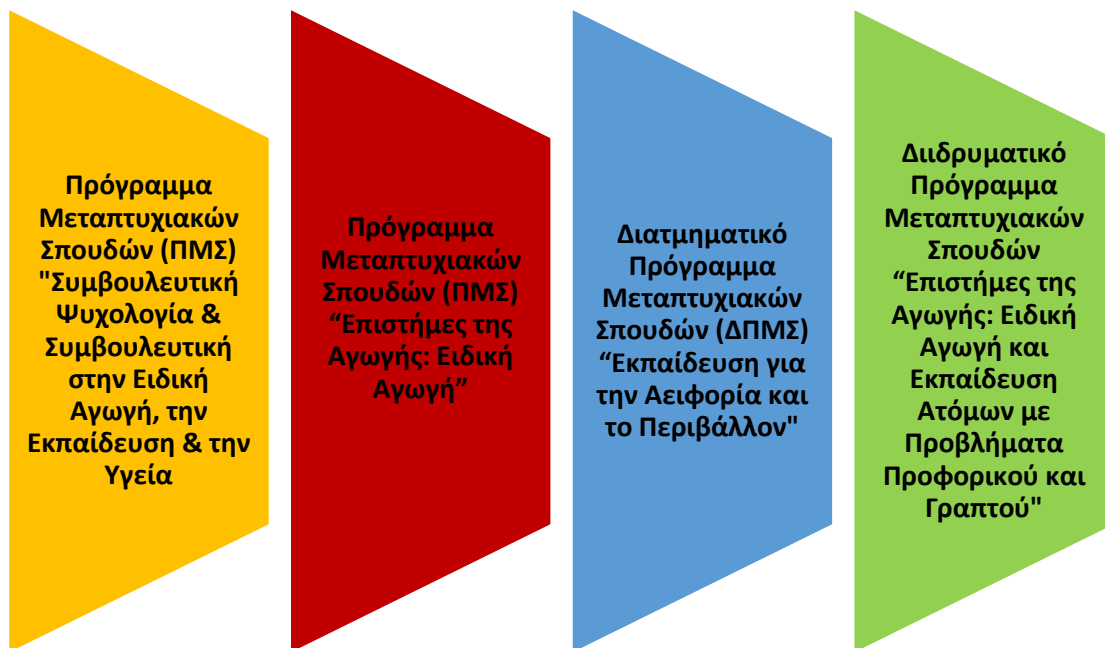 Πρόγραμμα
Μεταπτυχιακών
Σπουδών (ΠΜΣ)
"Συμβουλευτική
Ψυχολογία &
Συμβουλευτική
στην Ειδική
Αγωγή, την
Εκπαίδευση & την
Υγεία
Πρόγραμμα
Μεταπτυχιακών
Σπουδών (ΠΜΣ)
“Επιστήμες της
Αγωγής: Ειδική
Αγωγή”
Διατμηματικό
Πρόγραμμα
Μεταπτυχιακών
Σπουδών (ΔΠΜΣ)
“Εκπαίδευση για
την Αειφορία και
το Περιβάλλον"
Διιδρυματικό
Πρόγραμμα
Μεταπτυχιακών
Σπουδών
“Επιστήμες της
Αγωγής: Ειδική
Αγωγή και
Εκπαίδευση
Ατόμων με
Προβλήματα
Προφορικού και
Γραπτού"